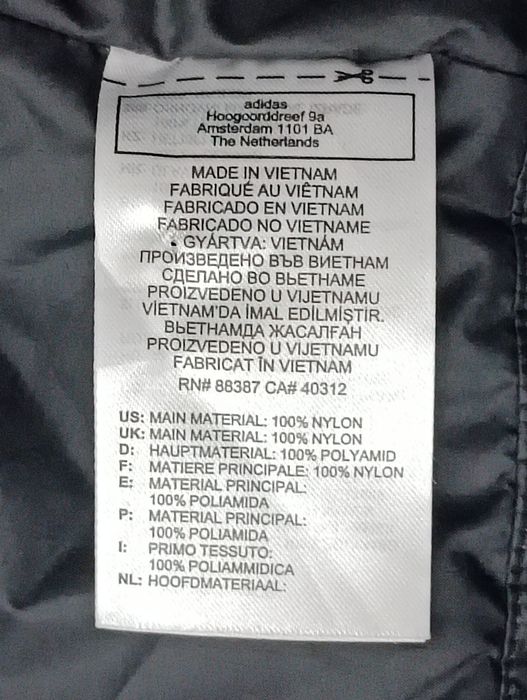 adidas
Hoogoorddreef 9a
Amsterdam 1101 BA
The Netherlands
MADE IN VIETNAM
FABRIQUÉ AU VIÊTNAM
FABRICADO EN VIETNAM
FABRICADO NO VIETNAME
GYÁRTVA: VIETNÁM
ПРОИЗВЕДЕНО ВЪВ ВИЕТНАМ
СДЕЛАНО ВО ВЬЕТНАМЕ
PROIZVEDENO U VIJETNAMU
VİETNAM'DA İMAL EDİLMİŞTİR.
ВЬЕТНАМДА ЖАСАЛҒАН
PROIZVEDENO U VIJETNAMU
FABRICAT ÎN VIETNAM
RN# 88387 CA# 40312
US: MAIN MATERIAL: 100% NYLON
UK: MAIN MATERIAL: 100% NYLON
D: HAUPTMATERIAL: 100% POLYAMID
F: MATIERE PRINCIPALE: 100% NYLON
E: MATERIAL PRINCIPAL:
100% POLIAMIDA
P: MATERIAL PRINCIPAL:
100% POLIAMIDA
I: PRIMO TESSUTO:
100% POLIAMMIDICA
NL: HOOFDMATERIAAL: